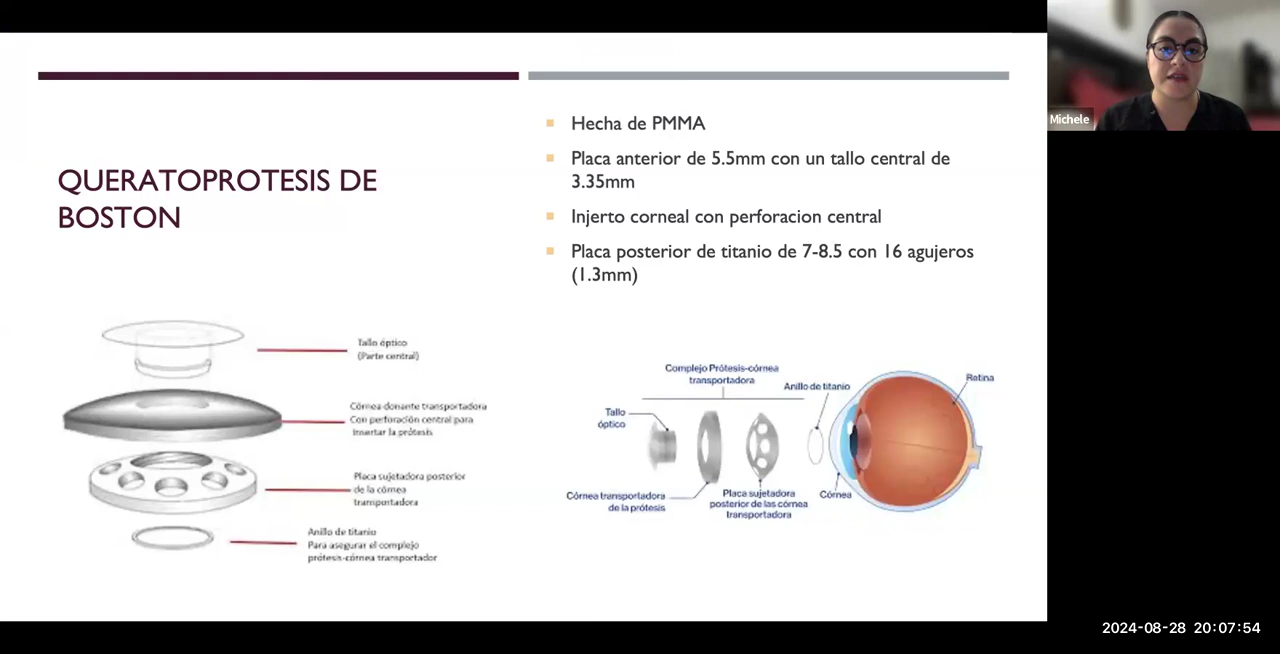 QUERATOPROTESIS DE
BOSTON
Hecha de PMMA
Placa anterior de 5.5mm con un tallo central de
3.35mm
Injerto corneal con perforacion central
Placa posterior de titanio de 7-8.5 con 16 agujeros
(1.3mm)
Tallo óptico
(Parte central)
Córnea donante transportadora
Con perforación central para
insertar la prótesis
Placa sujetadora posterior
de la córnea
transportadora
Anillo de titanio
Para asegurar el complejo
prótesis-córnea transportador
Complejo Prótesis-córnea
transportadora
Anillo de titanio
Retina
Tallo
óptico
Córnea transportadora
de la prótesis
Placa sujetadora
posterior de las córnea
transportadora
Córnea
Michele
2024-08-28 20:07:54